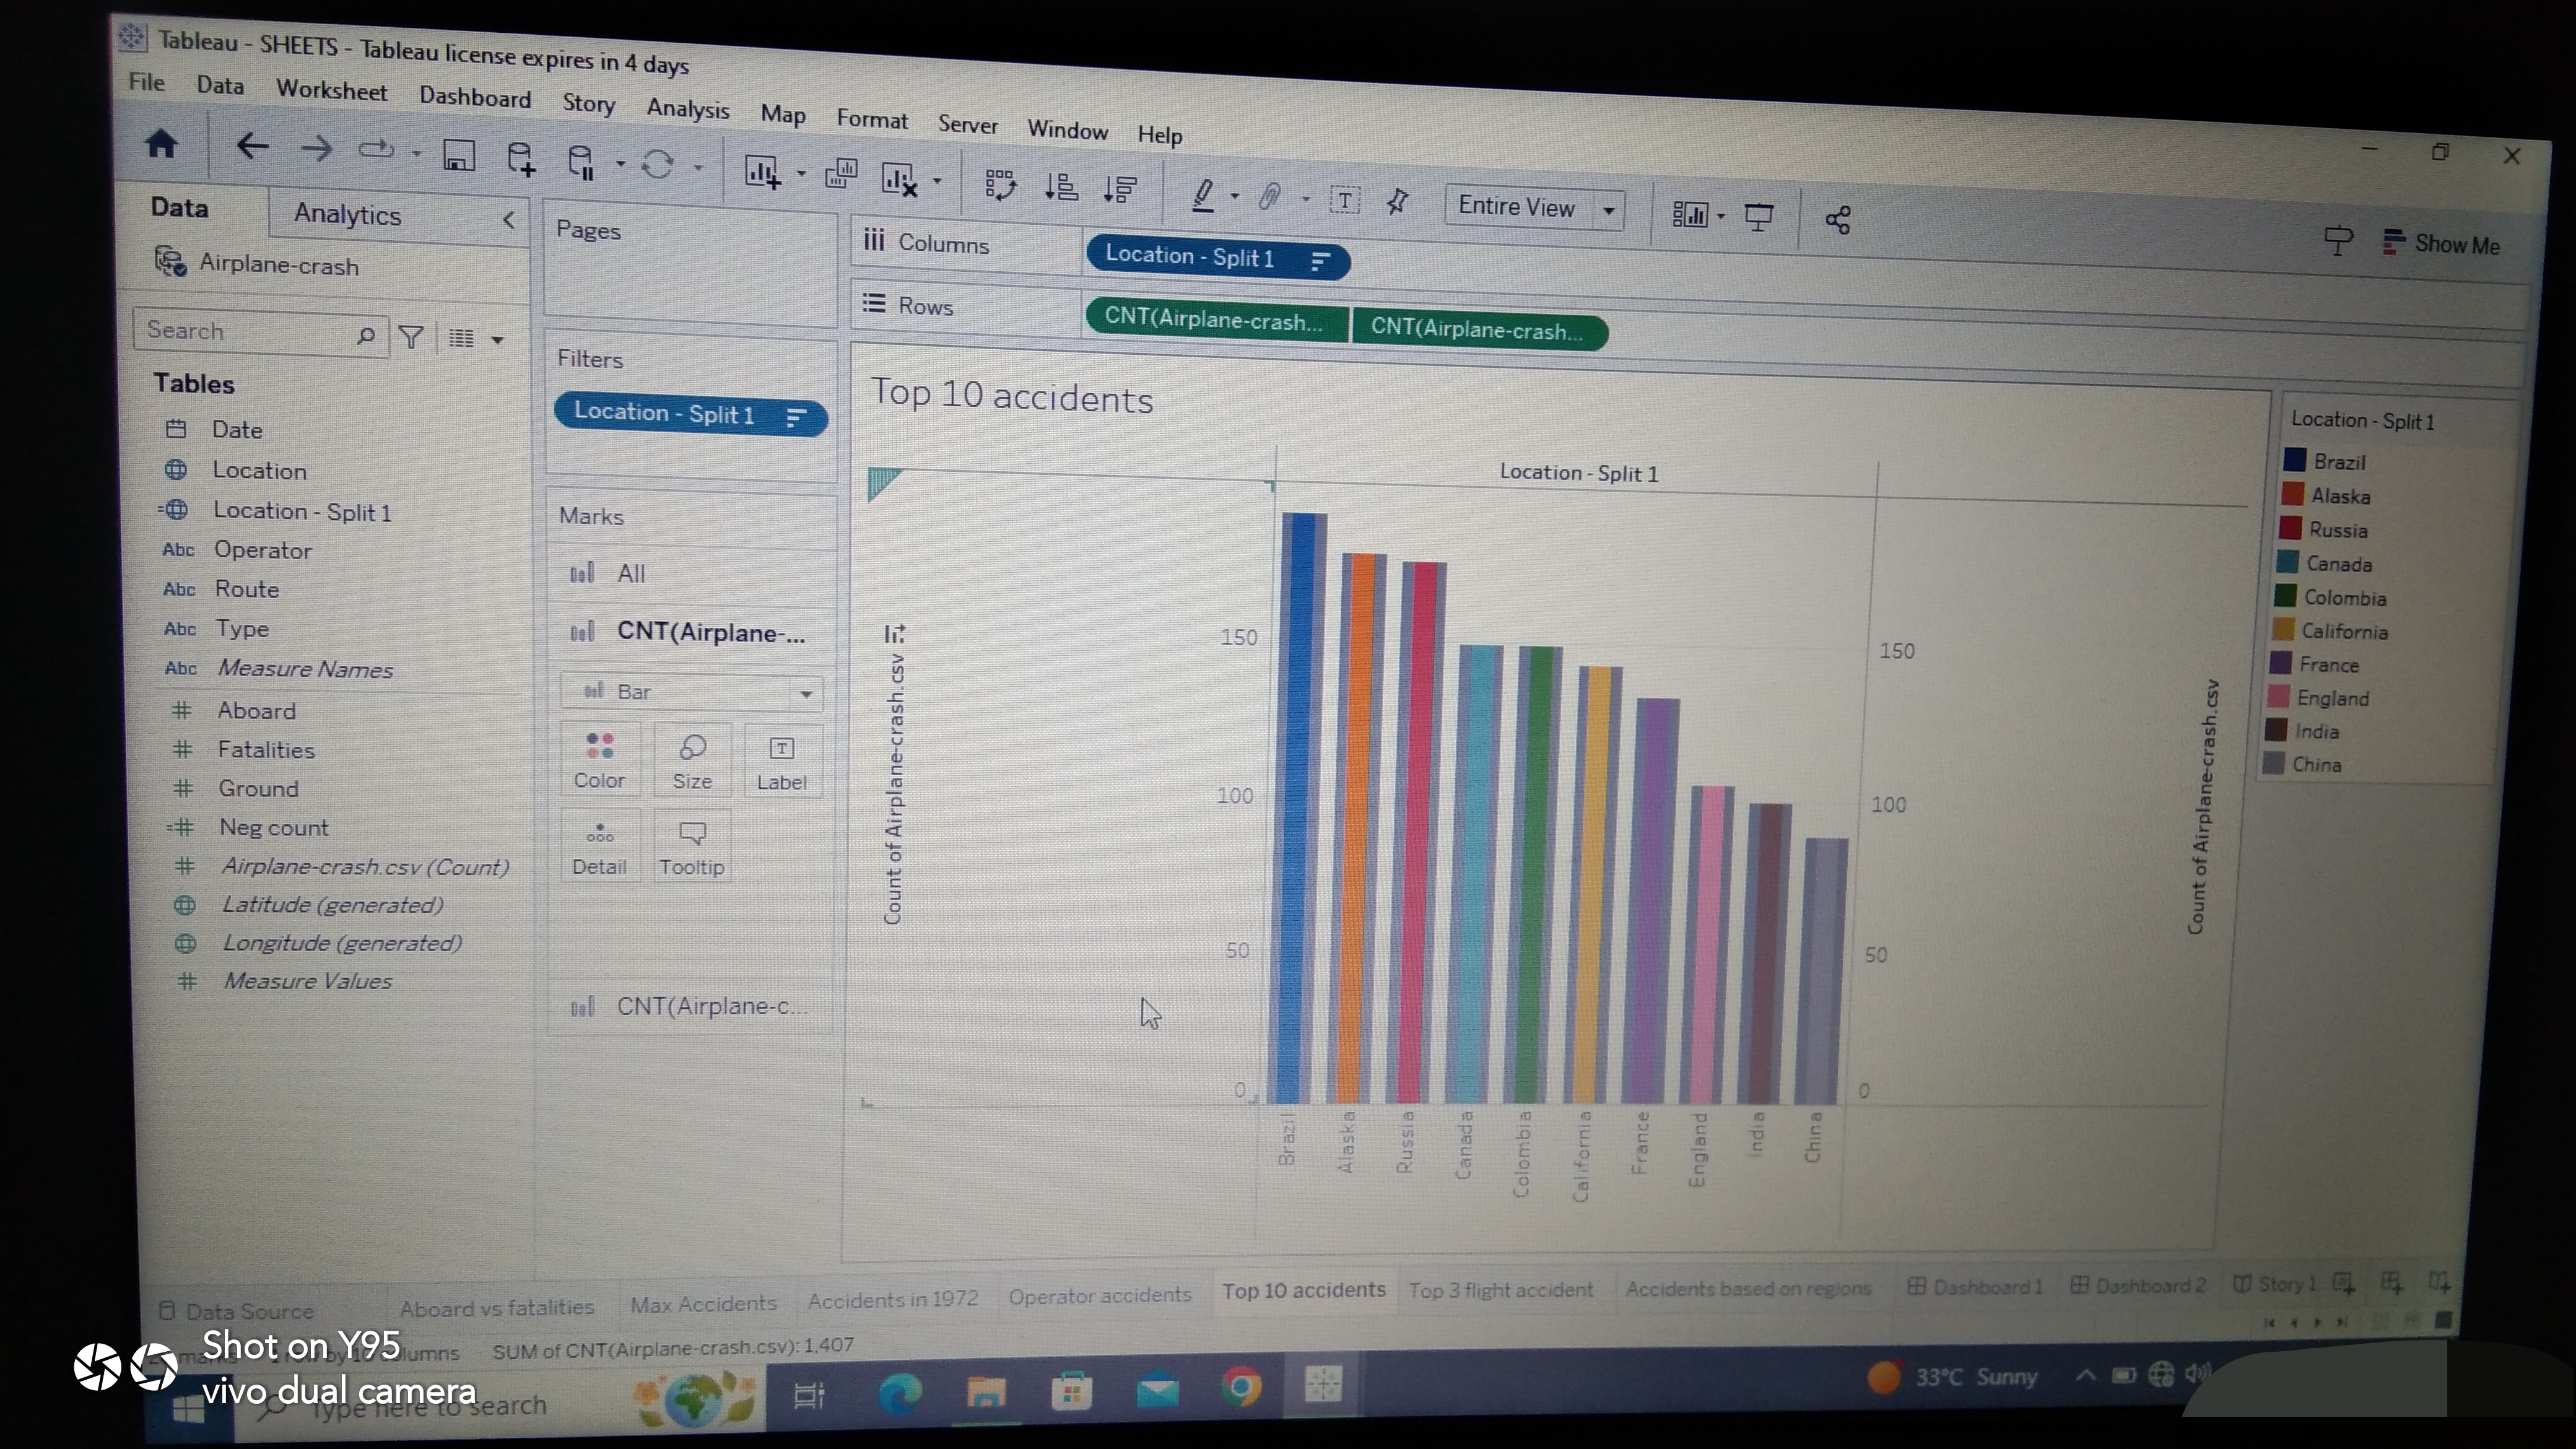 Tableau - SHEETS - Tableau license expires in 4 days
File Data Worksheet Dashboard Story Analysis Map Format Server Window Help
Entire View
Show Me
Data Analytics
Airplane-crash
Search
Tables
Date
Location
Location - Split 1
Abc Operator
Abc Route
Abc Type
Abc Measure Names
Aboard
Fatalities
Ground
Neg count
Airplane-crash.csv (Count)
Latitude (generated)
Longitude (generated)
Measure Values
Pages
Filters
Location - Split 1
Marks
All
CNT(Airplane-...
Bar
Color Size Label
Detail Tooltip
CNT(Airplane-c...
Columns Location - Split 1
Rows CNT(Airplane-crash... CNT(Airplane-crash...
Top 10 accidents
Location - Split 1
Count of Airplane-crash.csv
150
100
50
0
Brazil
Alaska
Russia
Canada
Colombia
California
France
England
India
China
150
100
50
0
Count of Airplane-crash.csv
Location - Split 1
Brazil
Alaska
Russia
Canada
Colombia
California
France
England
India
China
Data Source Aboard vs fatalities Max Accidents Accidents in 1972 Operator accidents Top 10 accidents Top 3 flight accident Accidents based on regions Dashboard 1 Dashboard 2 Story 1
SUM of CNT(Airplane-crash.csv): 1,407
Type here to search
33°C Sunny
Shot on Y95
vivo dual camera